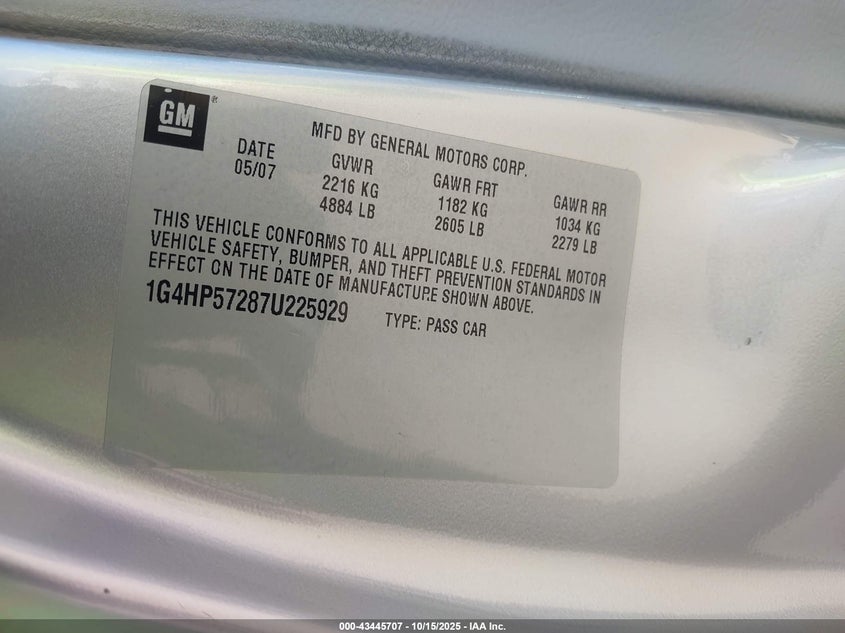 GM ®
MFD BY GENERAL MOTORS CORP.
DATE GVWR GAWR FRT GAWR RR
05/07 2216 KG 1182 KG 1034 KG
4884 LB 2605 LB 2279 LB
THIS VEHICLE CONFORMS TO ALL APPLICABLE U.S. FEDERAL MOTOR
VEHICLE SAFETY, BUMPER, AND THEFT PREVENTION STANDARDS IN
EFFECT ON THE DATE OF MANUFACTURE SHOWN ABOVE.
1G4HP57287U225929 TYPE: PASS CAR
000-43445707 - 10/15/2025 - IAA Inc.